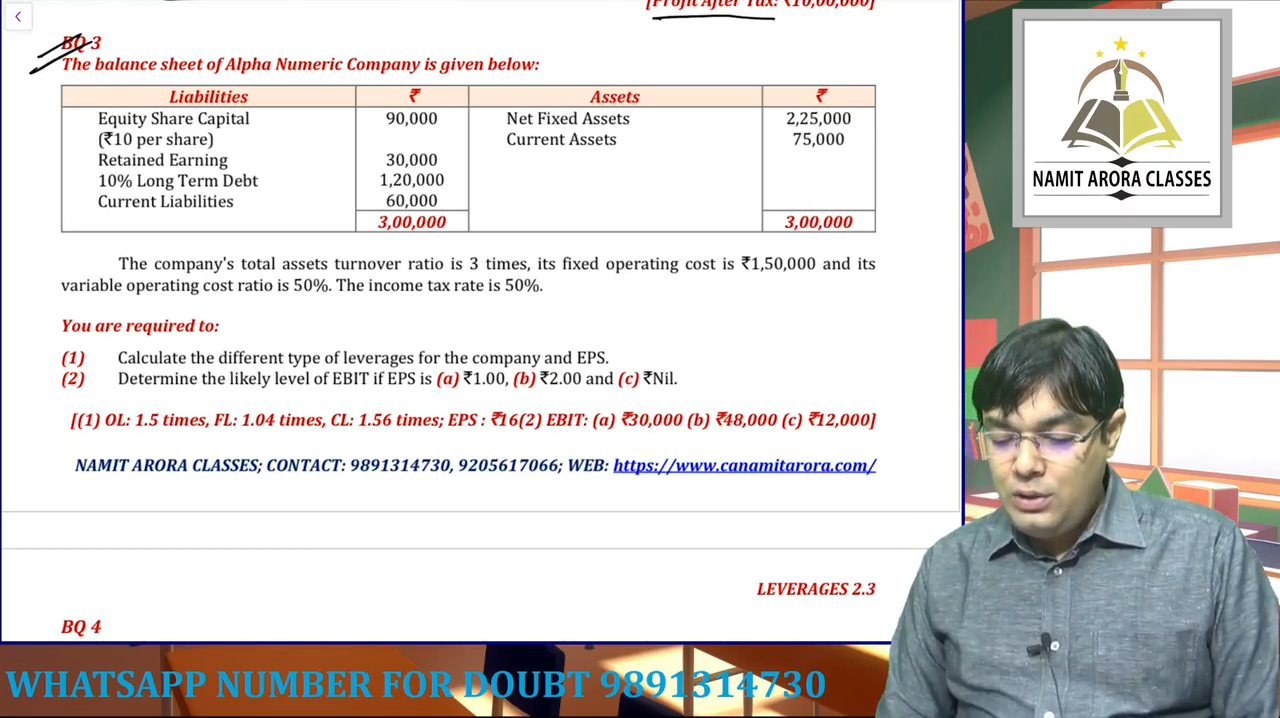 [Profit After Tax: ₹10,00,000]
BQ 3
The balance sheet of Alpha Numeric Company is given below:
Liabilities ₹ Assets ₹
Equity Share Capital 90,000 Net Fixed Assets 2,25,000
(₹10 per share) Current Assets 75,000
Retained Earning 30,000
10% Long Term Debt 1,20,000
Current Liabilities 60,000
3,00,000 3,00,000
The company's total assets turnover ratio is 3 times, its fixed operating cost is ₹1,50,000 and its
variable operating cost ratio is 50%. The income tax rate is 50%.
You are required to:
(1) Calculate the different type of leverages for the company and EPS.
(2) Determine the likely level of EBIT if EPS is (a) ₹1.00, (b) ₹2.00 and (c) ₹Nil.
[(1) OL: 1.5 times, FL: 1.04 times, CL: 1.56 times; EPS : ₹16(2) EBIT: (a) ₹30,000 (b) ₹48,000 (c) ₹12,000]
NAMIT ARORA CLASSES; CONTACT: 9891314730, 9205617066; WEB: https://www.canamitarora.com/
LEVERAGES 2.3
BQ 4
NAMIT ARORA CLASSES
WHATSAPP NUMBER FOR DOUBT 9891314730